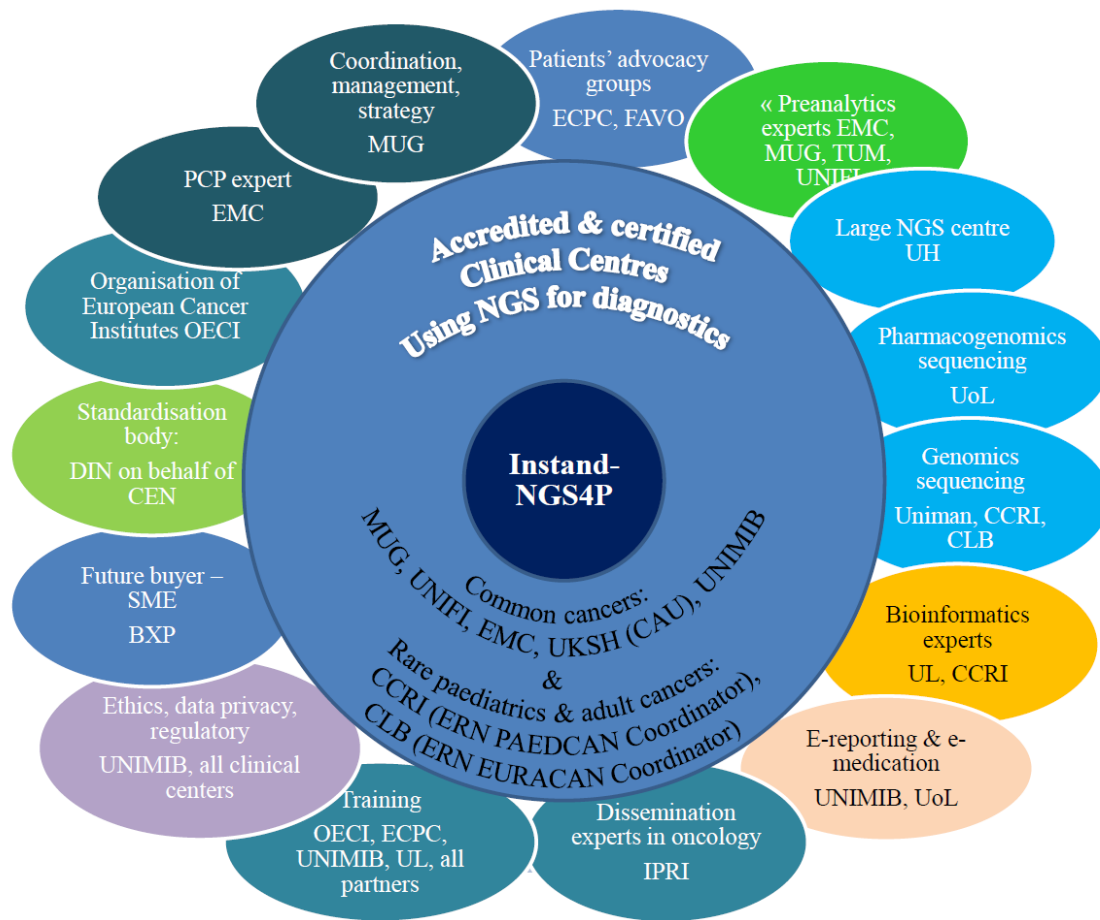 Coordination,
management,
strategy
MUG
Patients’ advocacy
groups
ECPC, FAVO
« Preanalytics
experts EMC,
MUG, TUM,
UNIFI
Large NGS centre
UH
Pharmacogenomics
sequencing
UoL
Genomics
sequencing
Uniman, CCRI,
CLB
Bioinformatics
experts
UL, CCRI
E-reporting & e-
medication
UNIMIB, UoL
Dissemination
experts in oncology
IPRI
Training
OECI, ECPC,
UNIMIB, UL, all
partners
Ethics, data privacy,
regulatory
UNIMIB, all clinical
centers
Future buyer –
SME
BXP
Standardisation
body:
DIN on behalf of
CEN
Organisation of
European Cancer
Institutes OECI
PCP expert
EMC
Accredited & certified
Clinical Centres
Using NGS for diagnostics
Instand-
NGS4P
Common cancers:
MUG, UNIFI, EMC, UKSH (CAU), UNIMIB
&
Rare paediatrics & adult cancers:
CCRI (ERN PAEDCAN Coordinator),
CLB (ERN EURACAN Coordinator)